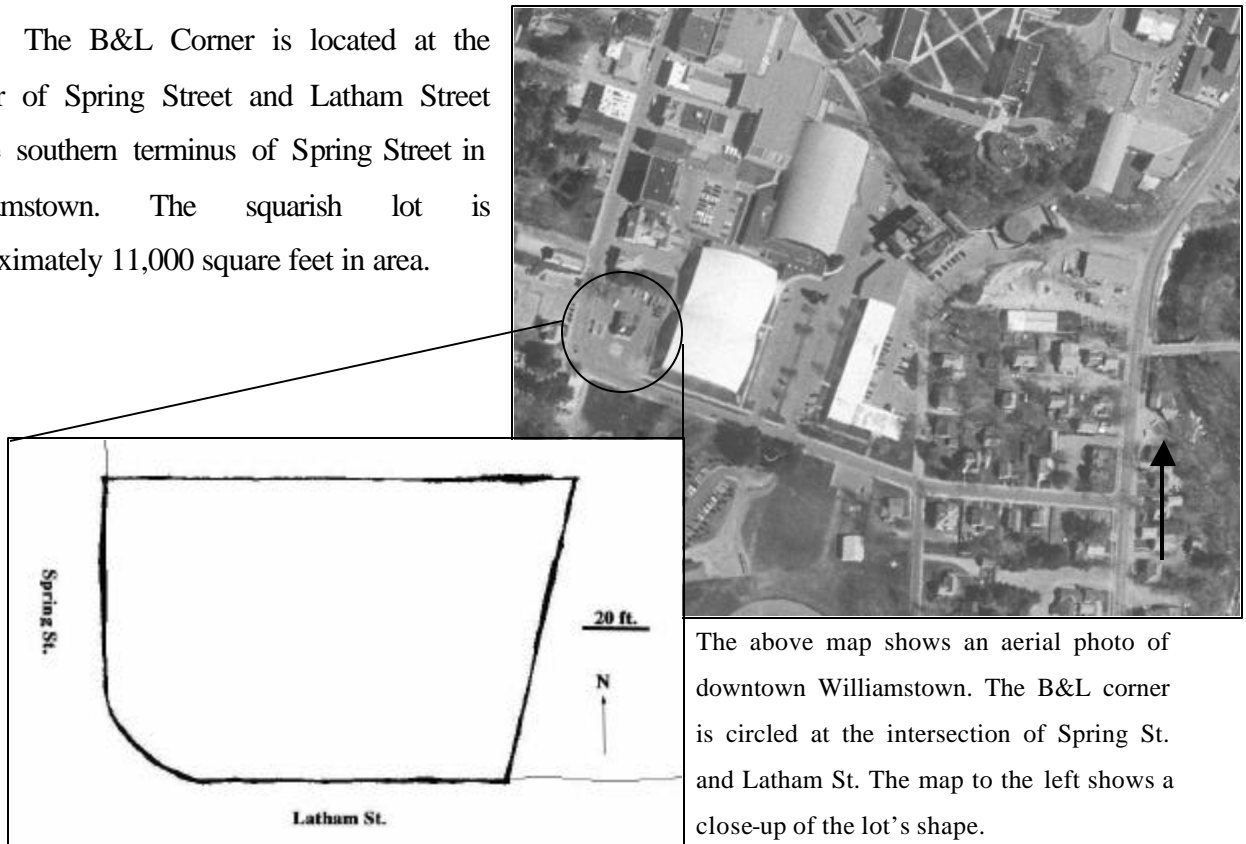 The B&L Corner is located at the
r of Spring Street and Latham Street
southern terminus of Spring Street in
mstown. The squarish lot is
ximately 11,000 square feet in area.
Spring St.
20 ft.
N
Latham St.
The above map shows an aerial photo of
downtown Williamstown. The B&L corner
is circled at the intersection of Spring St.
and Latham St. The map to the left shows a
close-up of the lot’s shape.